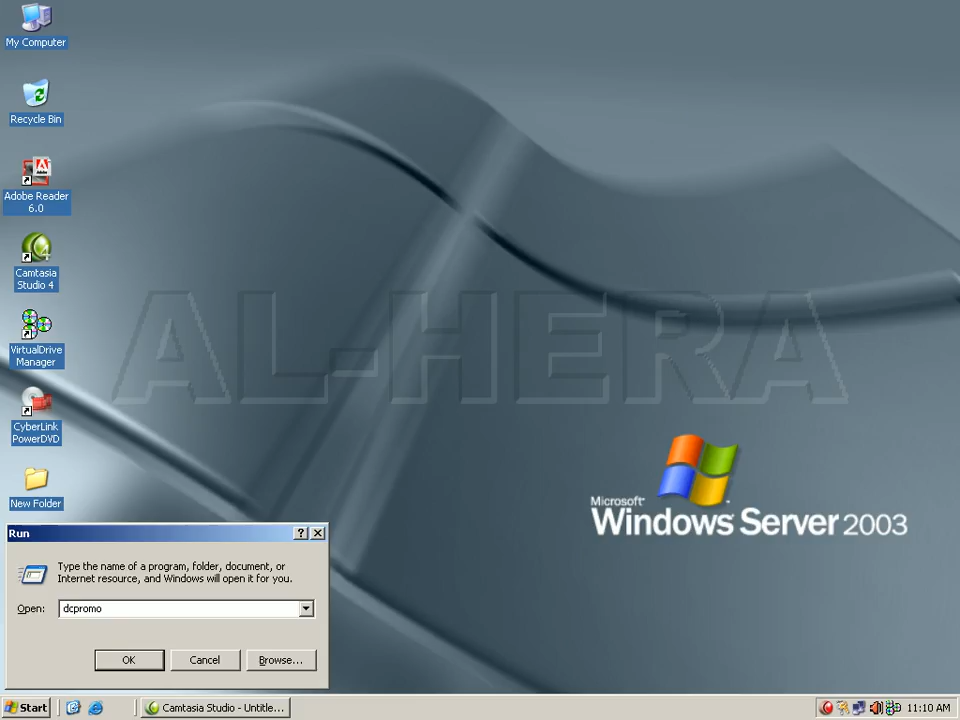 My Computer
Recycle Bin
Adobe Reader
6.0
Camtasia
Studio 4
VirtualDrive
Manager
CyberLink
PowerDVD
New Folder
AL-HERA
Microsoft
Windows Server 2003
Run
Type the name of a program, folder, document, or
Internet resource, and Windows will open it for you.
Open: dcpromo
OK Cancel Browse...
Start Camtasia Studio - Untitle... 11:10 AM